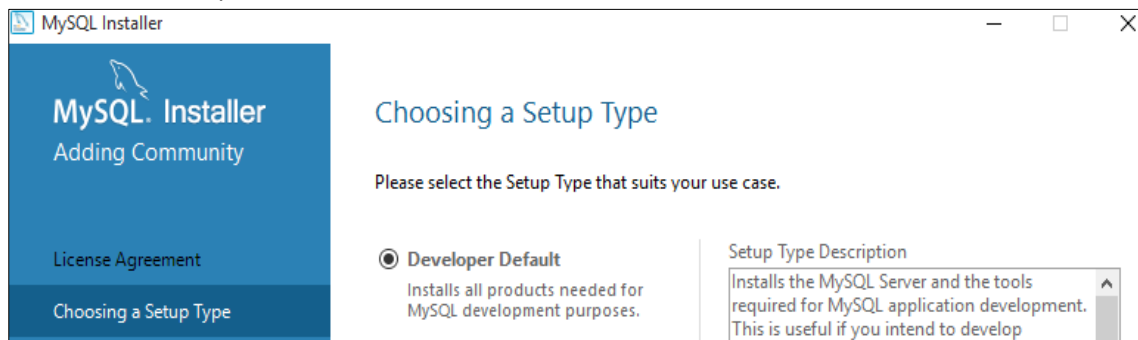 MySQL Installer
MySQL. Installer
Adding Community
License Agreement
Choosing a Setup Type
Choosing a Setup Type
Please select the Setup Type that suits your use case.
Developer Default
Installs all products needed for
MySQL development purposes.
Setup Type Description
Installs the MySQL Server and the tools
required for MySQL application development.
This is useful if you intend to develop